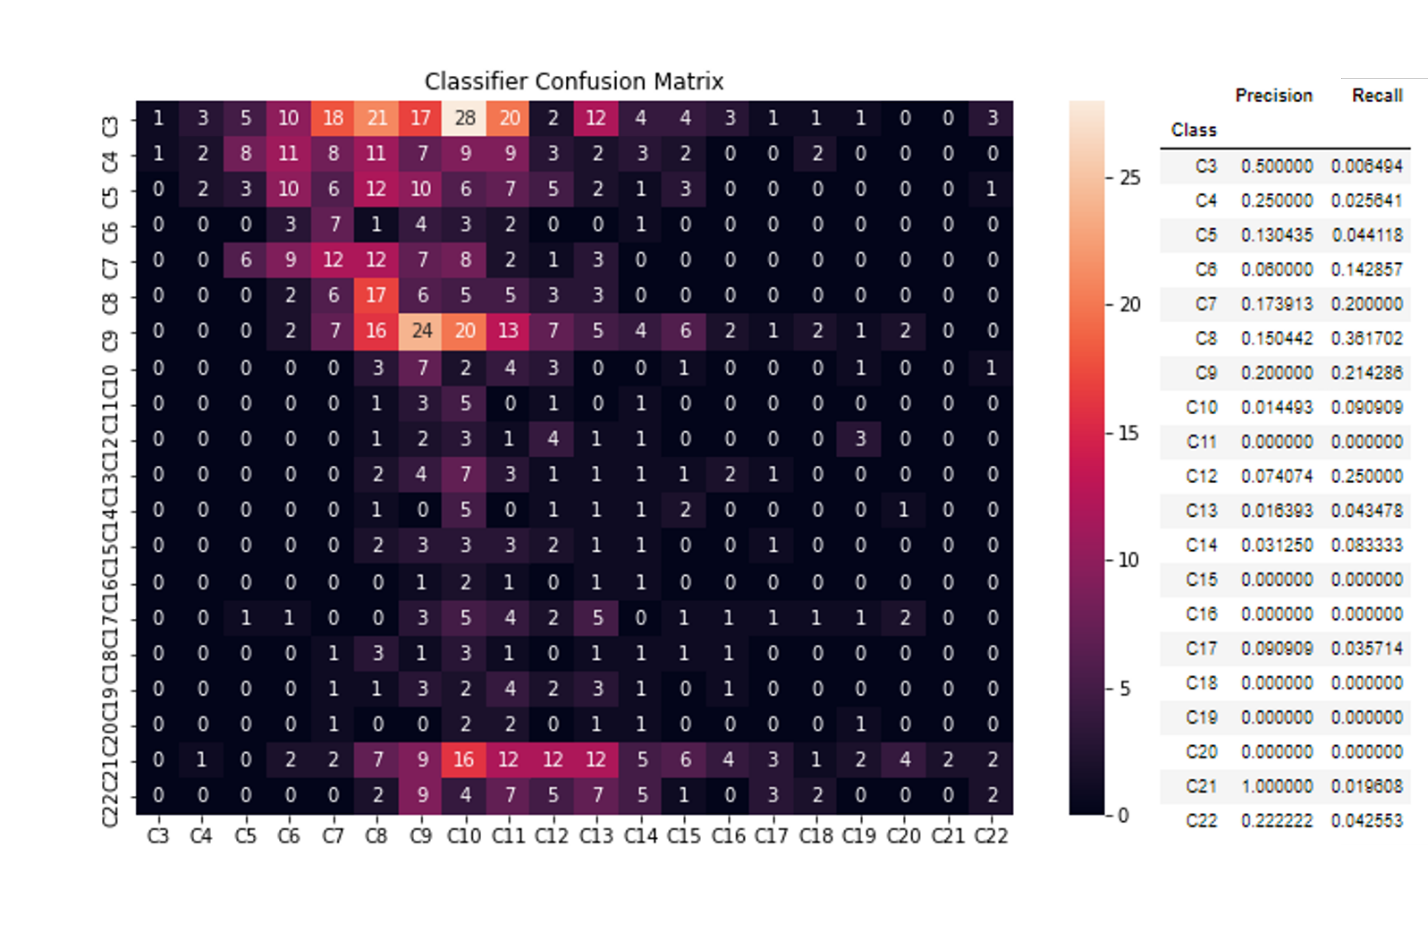 Classifier Confusion Matrix
C3 1 3 5 10 18 21 17 28 20 2 12 4 4 3 1 1 1 0 0 3
C4 1 2 8 11 8 11 7 9 9 3 2 3 2 0 0 2 0 0 0 0
C5 0 2 3 10 6 12 10 6 7 5 2 1 3 0 0 0 0 0 0 1
C6 0 0 0 3 7 1 4 3 2 0 0 1 0 0 0 0 0 0 0 0
C7 0 0 6 9 12 12 7 8 2 1 3 0 0 0 0 0 0 0 0 0
C8 0 0 0 2 6 17 6 5 5 3 3 0 0 0 0 0 0 0 0 0
C9 0 0 0 2 7 16 24 20 13 7 5 4 6 2 1 2 1 2 0 0
C10 0 0 0 0 0 3 7 2 4 3 0 0 1 0 0 0 1 0 0 1
C11 0 0 0 0 0 1 3 5 0 1 0 1 0 0 0 0 0 0 0 0
C12 0 0 0 0 0 1 2 3 1 4 1 1 0 0 0 0 3 0 0 0
C13 0 0 0 0 0 2 4 7 3 1 1 1 1 2 1 0 0 0 0 0
C14 0 0 0 0 0 1 0 5 0 1 1 1 2 0 0 0 0 1 0 0
C15 0 0 0 0 0 2 3 3 3 2 1 1 0 0 1 0 0 0 0 0
C16 0 0 0 0 0 0 1 2 1 0 1 1 0 0 0 0 0 0 0 0
C17 0 0 1 1 0 0 3 5 4 2 5 0 1 1 1 1 1 2 0 0
C18 0 0 0 0 1 3 1 3 1 0 1 1 1 1 0 0 0 0 0 0
C19 0 0 0 0 1 1 3 2 4 2 3 1 0 1 0 0 0 0 0 0
C20 0 0 0 0 1 0 0 2 2 0 1 1 0 0 0 0 1 0 0 0
C21 0 1 0 2 2 7 9 16 12 12 12 5 6 4 3 1 2 4 2 2
C22 0 0 0 0 0 2 9 4 7 5 7 5 1 0 3 2 0 0 0 2
C3 C4 C5 C6 C7 C8 C9 C10 C11 C12 C13 C14 C15 C16 C17 C18 C19 C20 C21 C22
25
20
15
10
5
0
Precision Recall
Class
C3 0.500000 0.006494
C4 0.250000 0.025641
C5 0.130435 0.044118
C6 0.060000 0.142857
C7 0.173913 0.200000
C8 0.150442 0.361702
C9 0.200000 0.214286
C10 0.014493 0.090909
C11 0.000000 0.000000
C12 0.074074 0.250000
C13 0.016393 0.043478
C14 0.031250 0.083333
C15 0.000000 0.000000
C16 0.000000 0.000000
C17 0.090909 0.035714
C18 0.000000 0.000000
C19 0.000000 0.000000
C20 0.000000 0.000000
C21 1.000000 0.019608
C22 0.222222 0.042553